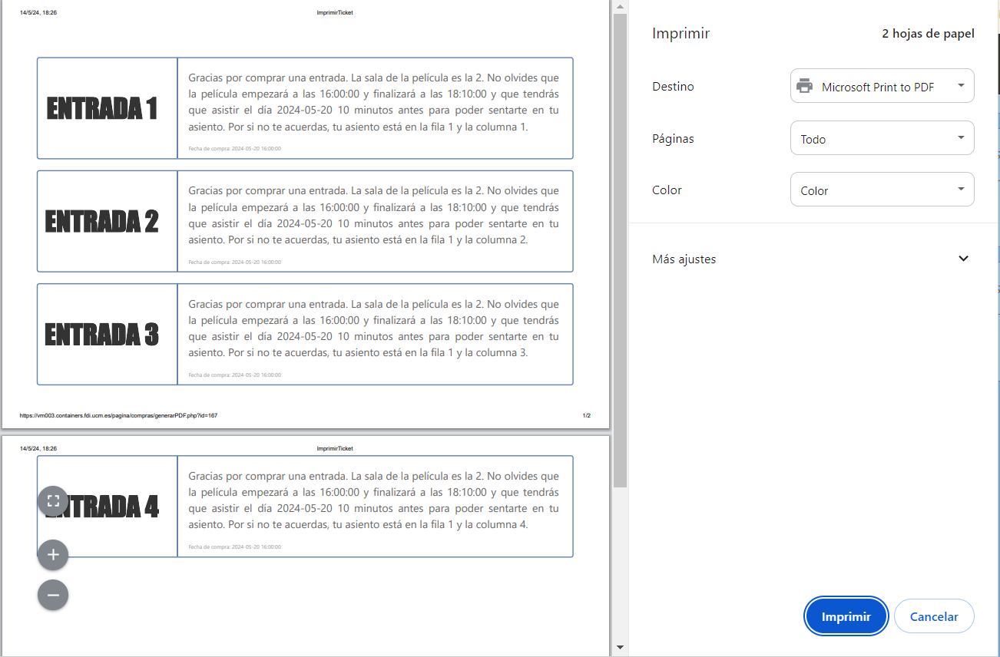 14/5/24, 18:26
ImprimirTicket
ENTRADA 1
Gracias por comprar una entrada. La sala de la película es la 2. No olvides que
la película empezará a las 16:00:00 y finalizará a las 18:10:00 y que tendrás
que asistir el día 2024-05-20 10 minutos antes para poder sentarte en tu
asiento. Por si no te acuerdas, tu asiento está en la fila 1 y la columna 1.
Fecha de compra: 2024-05-20 16:00:00
ENTRADA 2
Gracias por comprar una entrada. La sala de la película es la 2. No olvides que
la película empezará a las 16:00:00 y finalizará a las 18:10:00 y que tendrás
que asistir el día 2024-05-20 10 minutos antes para poder sentarte en tu
asiento. Por si no te acuerdas, tu asiento está en la fila 1 y la columna 2.
Fecha de compra: 2024-05-20 16:00:00
ENTRADA 3
Gracias por comprar una entrada. La sala de la película es la 2. No olvides que
la película empezará a las 16:00:00 y finalizará a las 18:10:00 y que tendrás
que asistir el día 2024-05-20 10 minutos antes para poder sentarte en tu
asiento. Por si no te acuerdas, tu asiento está en la fila 1 y la columna 3.
Fecha de compra: 2024-05-20 16:00:00
https://vm003.containers.fdi.ucm.es/pagina/compras/generarPDF.php?id=167
1/2
14/5/24, 18:26
ImprimirTicket
ENTRADA 4
Gracias por comprar una entrada. La sala de la película es la 2. No olvides que
la película empezará a las 16:00:00 y finalizará a las 18:10:00 y que tendrás
que asistir el día 2024-05-20 10 minutos antes para poder sentarte en tu
asiento. Por si no te acuerdas, tu asiento está en la fila 1 y la columna 4.
Fecha de compra: 2024-05-20 16:00:00
Imprimir
2 hojas de papel
Destino
Microsoft Print to PDF
Páginas
Todo
Color
Color
Más ajustes
Imprimir
Cancelar